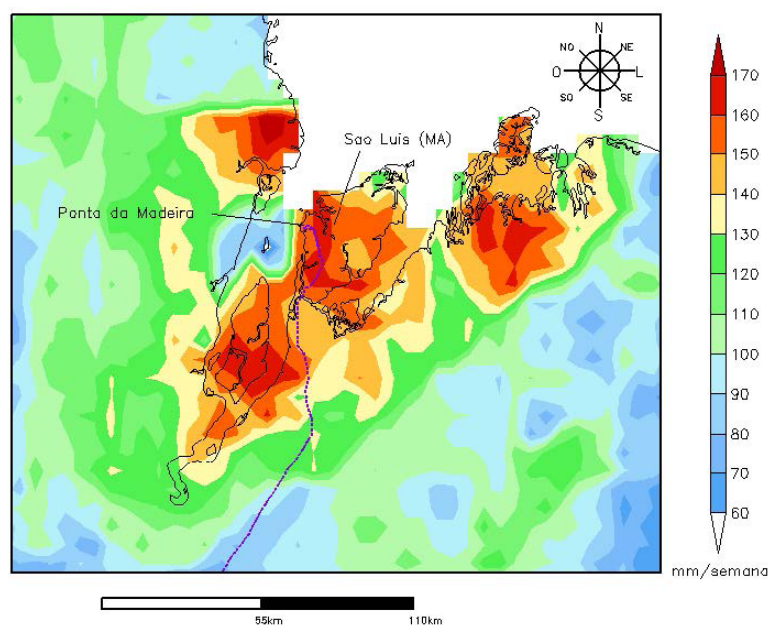 N
NO NE
O L
SO SE
S
Sao Luis (MA)
Ponta da Madeira
170
160
150
140
130
120
110
100
90
80
70
60
mm/semana
55km 110km